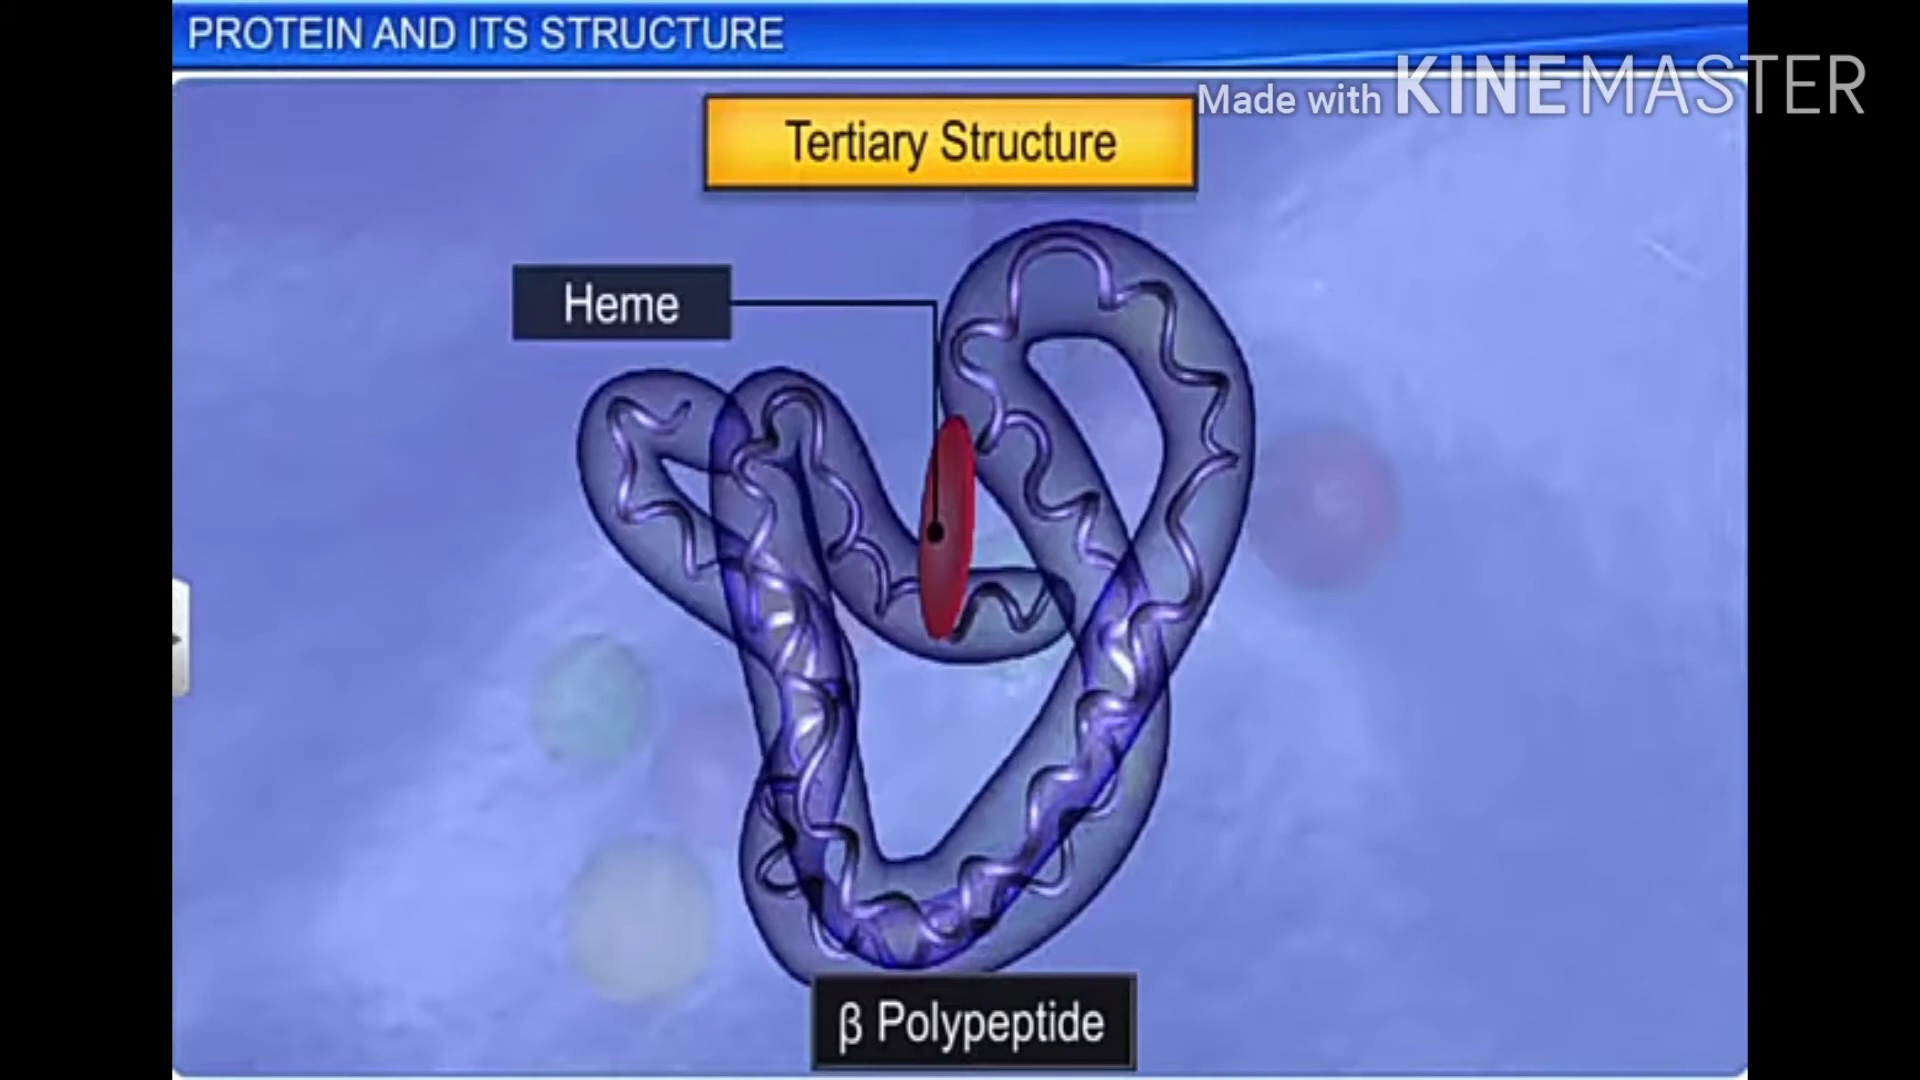 PROTEIN AND ITS STRUCTURE
Made with KINEMASTER
Tertiary Structure
Heme
β Polypeptide